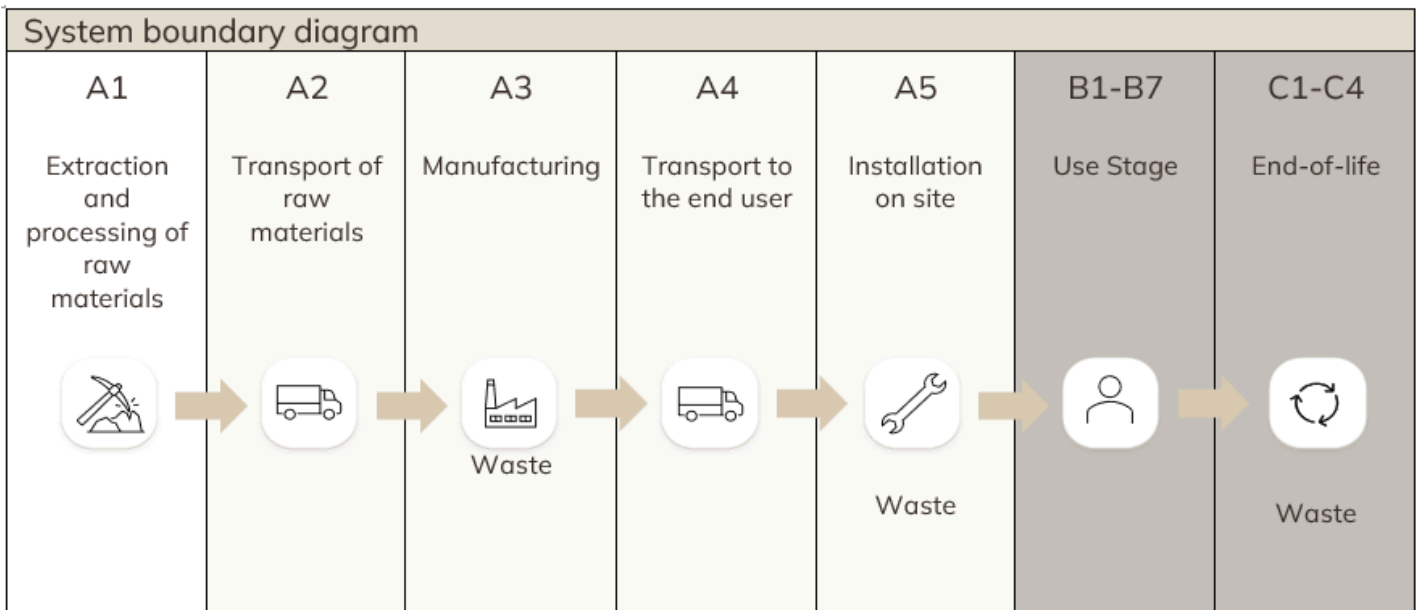 System boundary diagram
A1
Extraction
and
processing of
raw
materials
A2
Transport of
raw
materials
A3
Manufacturing
Waste
A4
Transport to
the end user
A5
Installation
on site
Waste
B1-B7
Use Stage
C1-C4
End-of-life
Waste